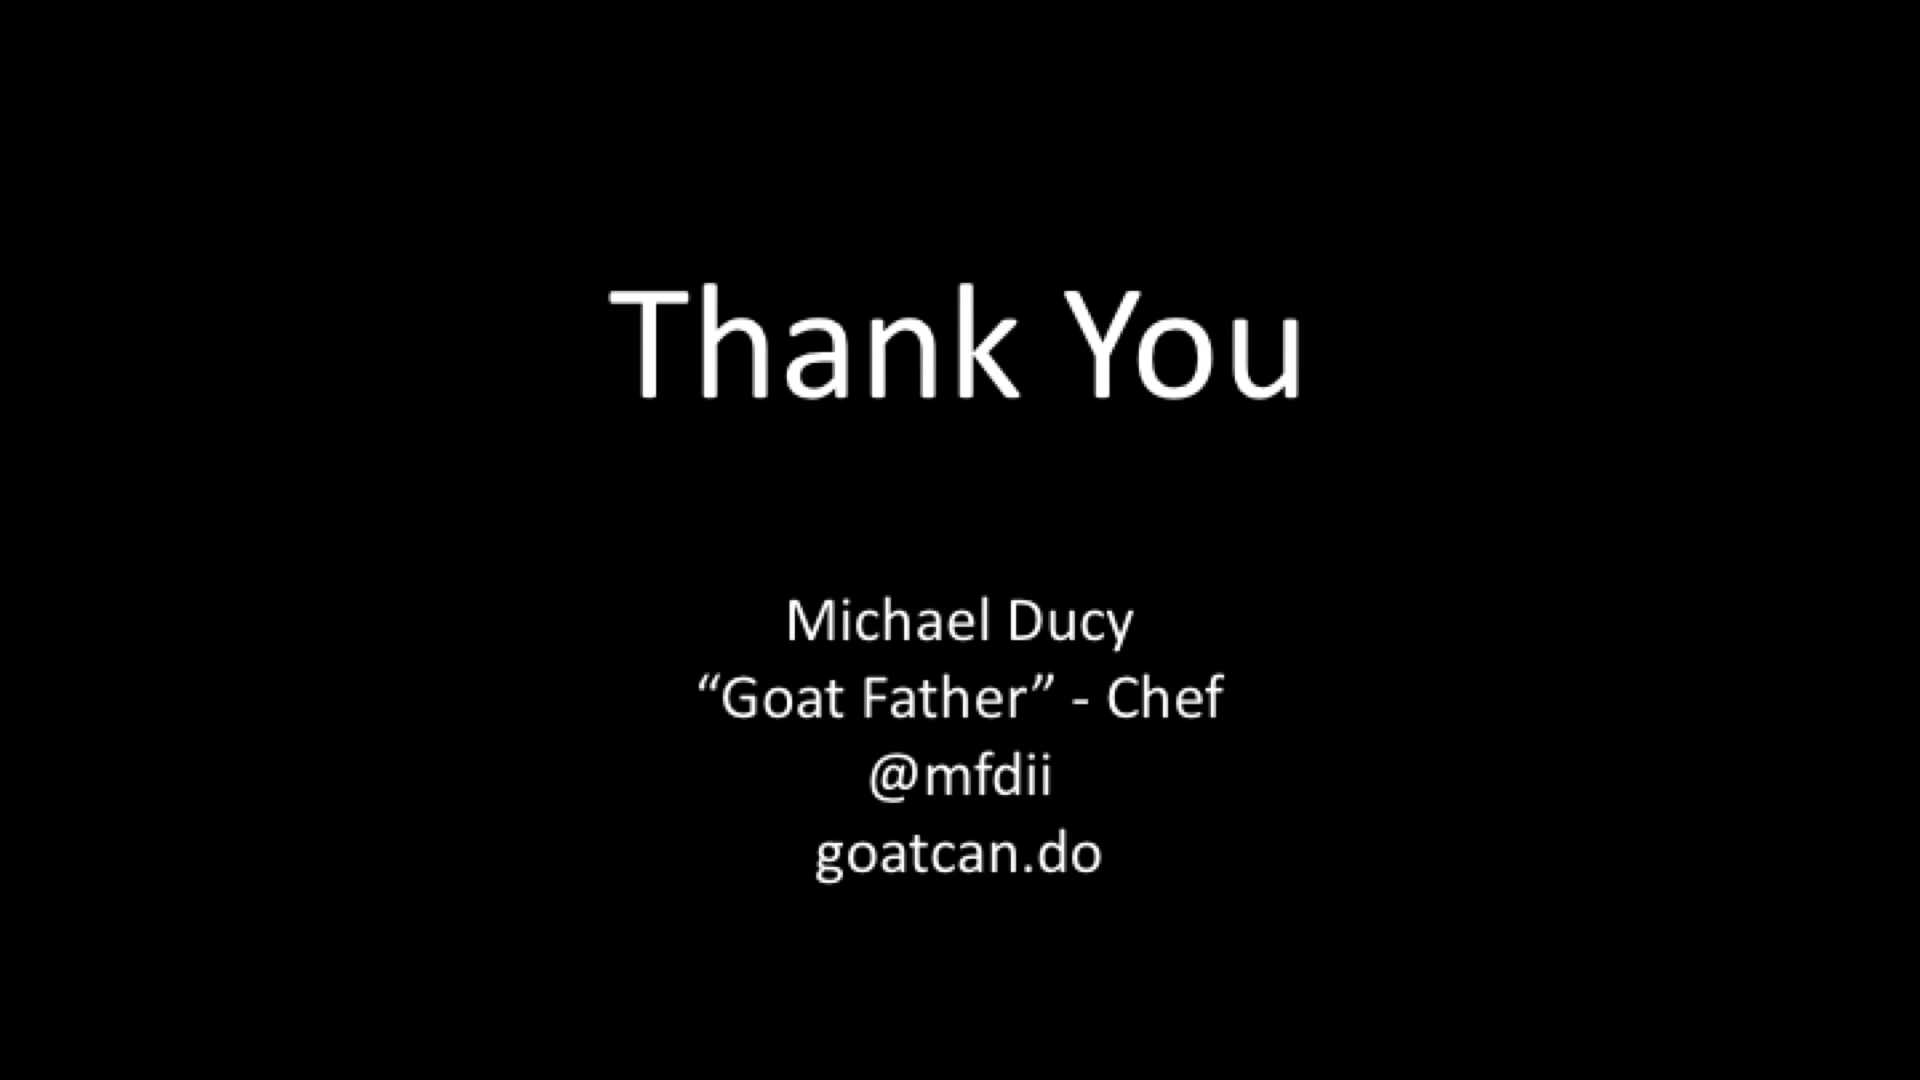 Thank You
Michael Ducy
“Goat Father” - Chef
@mfdii
goatcan.do